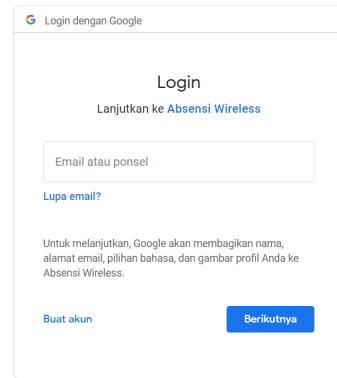 Login dengan Google
Login
Lanjutkan ke Absensi Wireless
Email atau ponsel
Lupa email?
Untuk melanjutkan, Google akan membagikan nama,
alamat email, pilihan bahasa, dan gambar profil Anda ke
Absensi Wireless.
Buat akun
Berikutnya